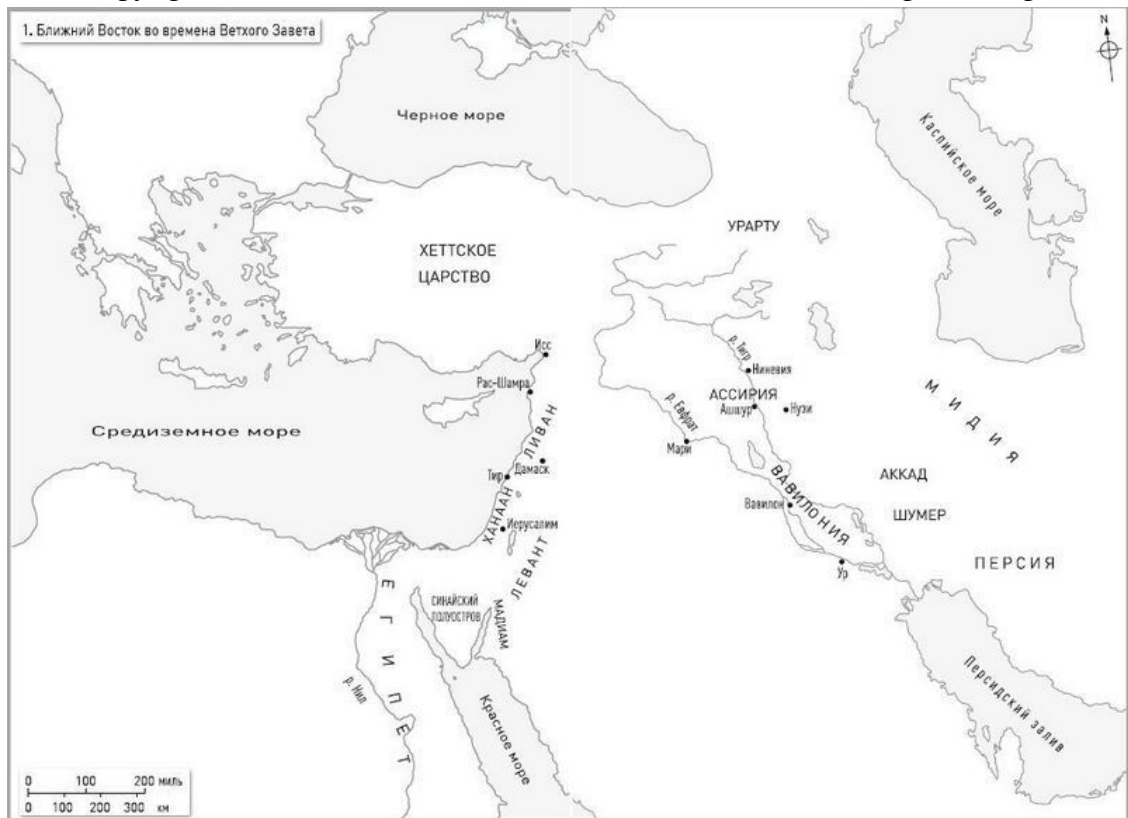 1. Ближний Восток во времена Ветхого Завета
N
Черное море
Каспийское море
УРАРТУ
ХЕТТСКОЕ
ЦАРСТВО
Исс
р. Тигр
Ниневия
Рас-Шамра
АССИРИЯ
Ашшур
Нузи
МИДИЯ
р. Евфрат
Средиземное море
ЛИВАН
Мари
Дамаск
Тир
АККАД
ВАВИЛОНИЯ
Вавилон
ШУМЕР
ХАНААН
Иерусалим
ЛЕВАНТ
ПЕРСИЯ
Ур
ЕГИПЕТ
СИНАЙСКИЙ
ПОЛУОСТРОВ
МАДИАМ
р. Нил
Красное море
Персидский залив
0 100 200 миль
0 100 200 300 км